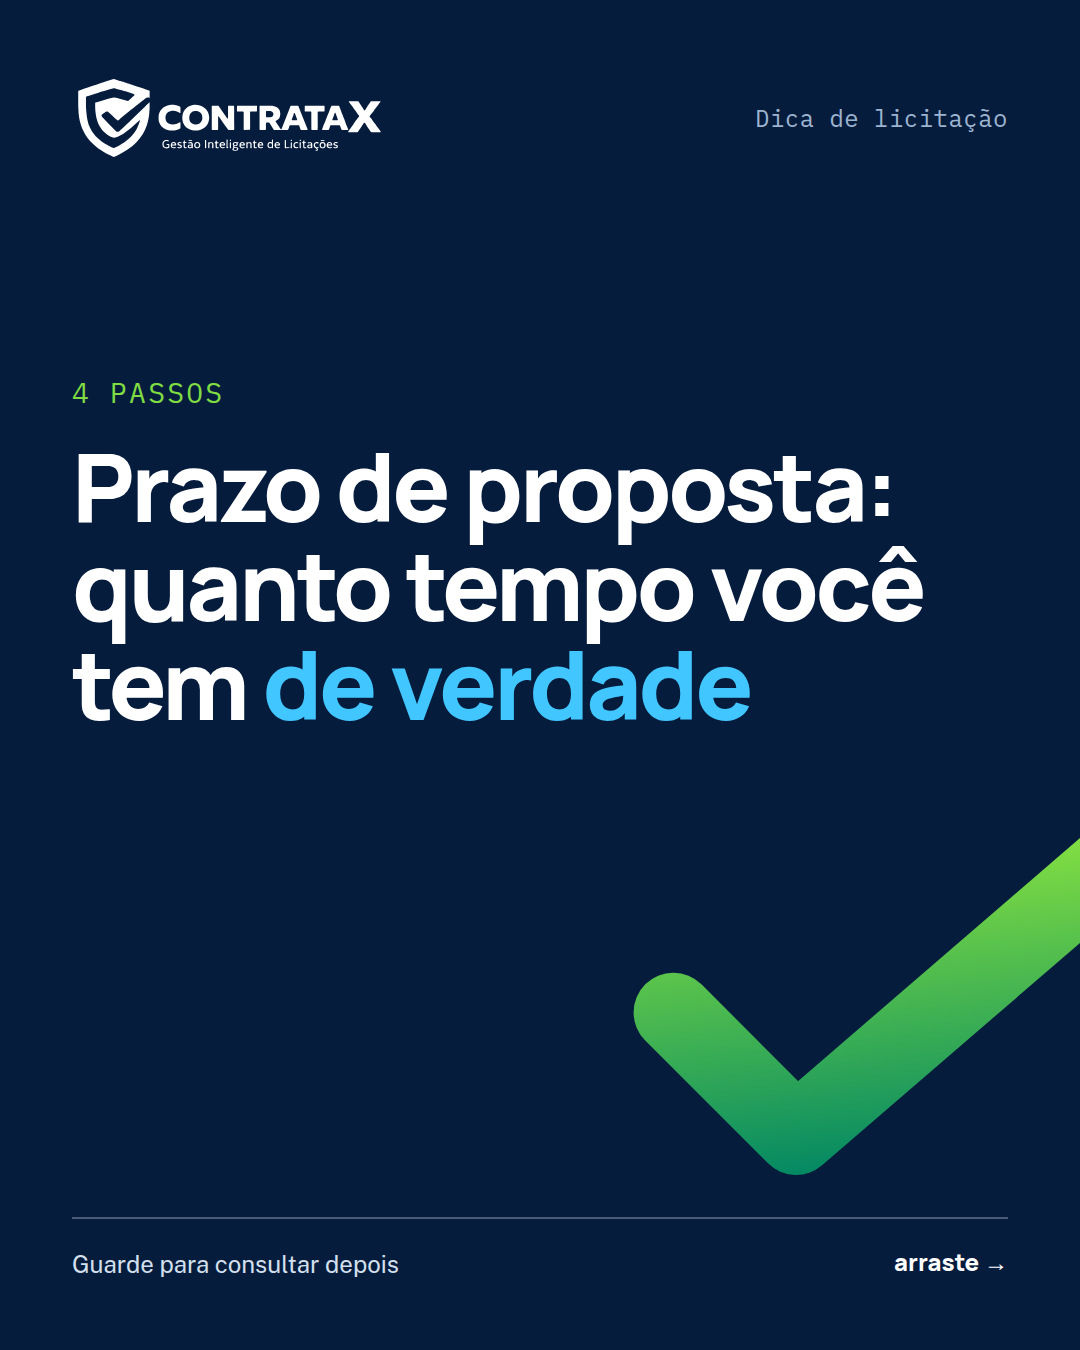 CONTRATAX
Gestão Inteligente de Licitações
Dica de licitação
4 PASSOS
Prazo de proposta:
quanto tempo você
tem de verdade
Guarde para consultar depois
arraste →